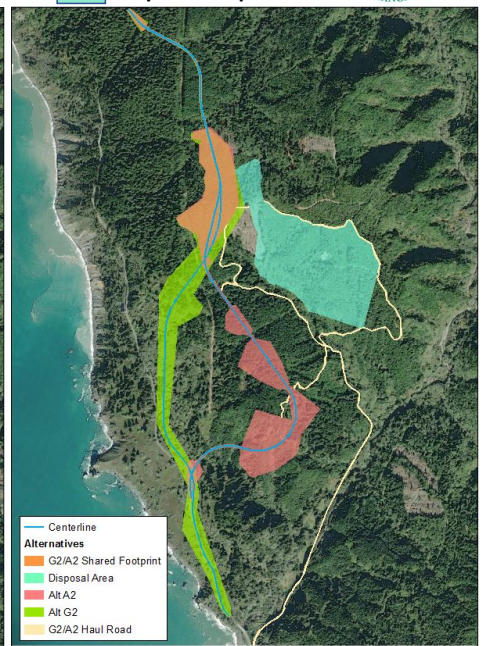 Centerline
Alternatives
G2/A2 Shared Footprint
Disposal Area
Alt A2
Alt G2
G2/A2 Haul Road